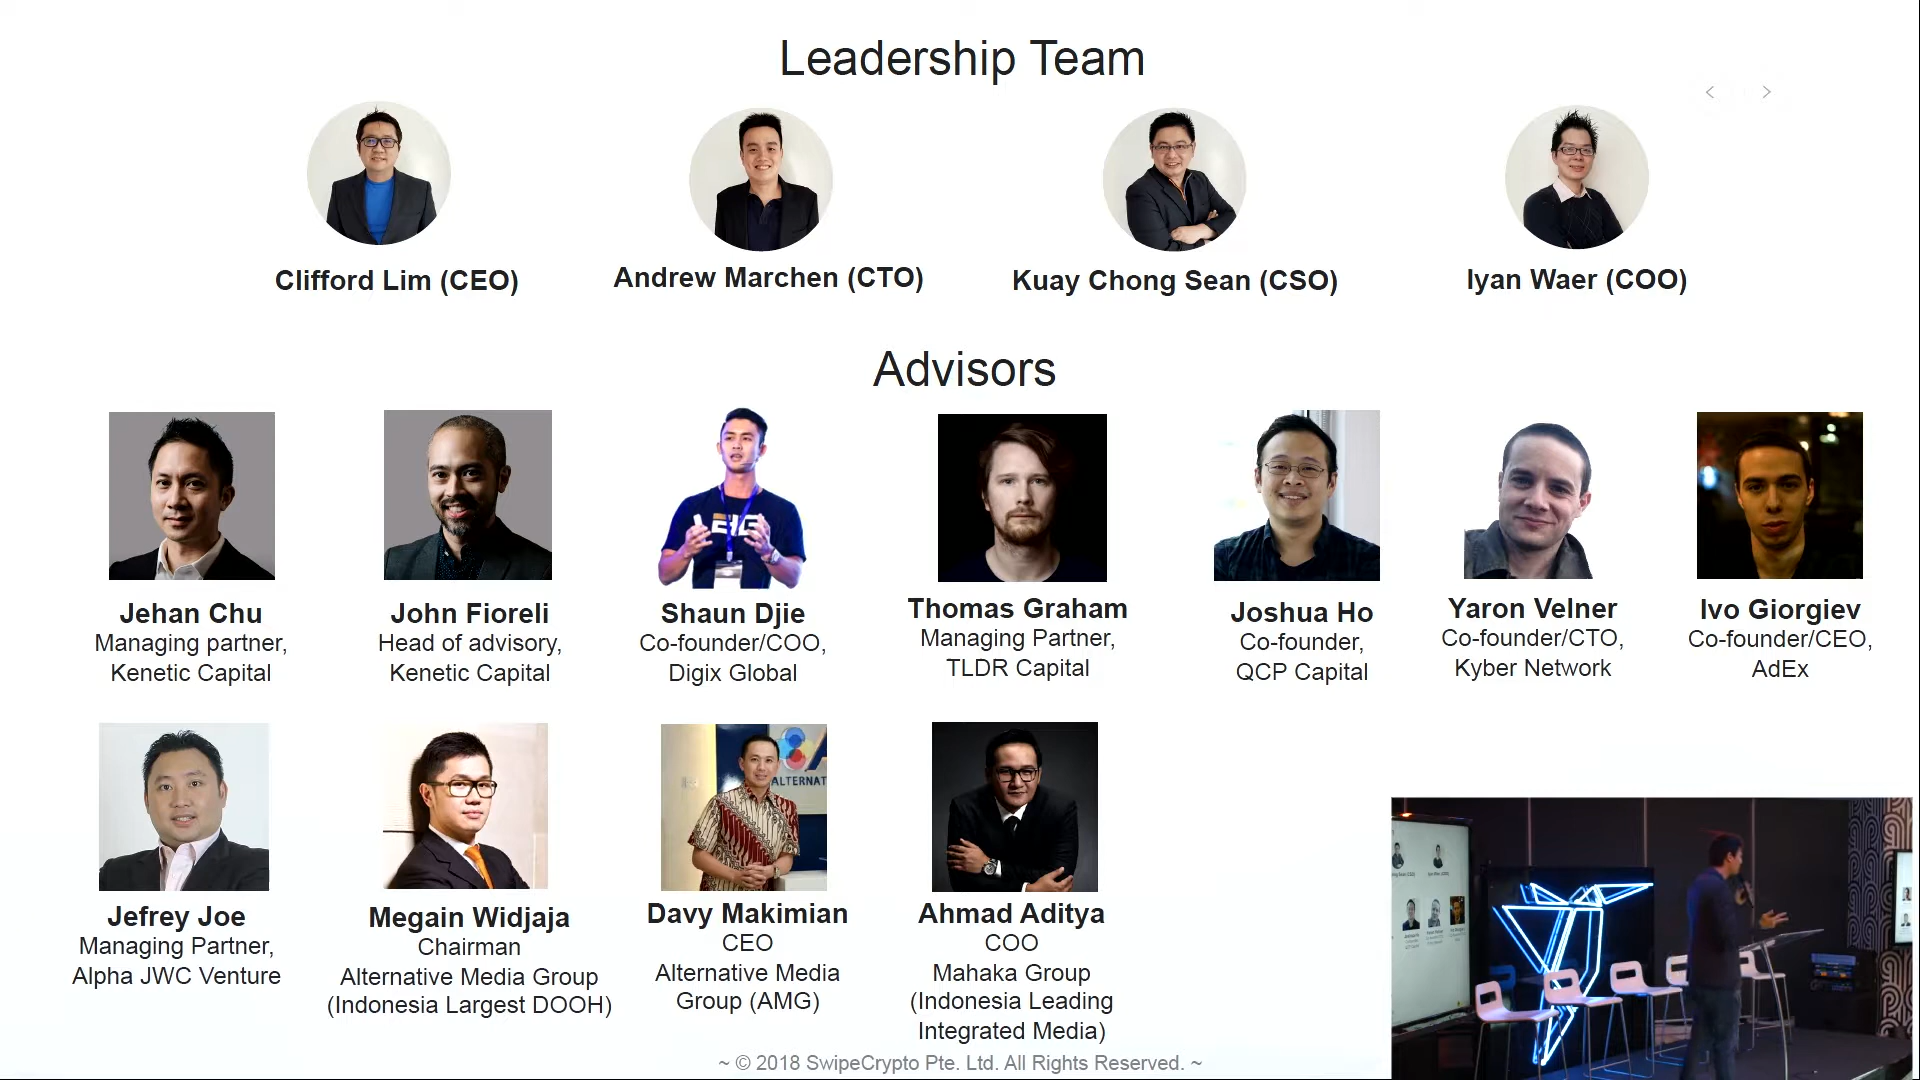 Leadership Team
Clifford Lim (CEO)
Andrew Marchen (CTO)
Kuay Chong Sean (CSO)
Iyan Waer (COO)
Advisors
ALTERNAT
Jehan Chu
Managing partner,
Kenetic Capital
John Fioreli
Head of advisory,
Kenetic Capital
Shaun Djie
Co-founder/COO,
Digix Global
Thomas Graham
Managing Partner,
TLDR Capital
Joshua Ho
Co-founder,
QCP Capital
Yaron Velner
Co-founder/CTO,
Kyber Network
Ivo Giorgiev
Co-founder/CEO,
AdEx
Jefrey Joe
Managing Partner,
Alpha JWC Venture
Megain Widjaja
Chairman
Alternative Media Group
(Indonesia Largest DOOH)
Davy Makimian
CEO
Alternative Media
Group (AMG)
Ahmad Aditya
COO
Mahaka Group
(Indonesia Leading
Integrated Media)
~ © 2018 SwipeCrypto Pte. Ltd. All Rights Reserved. ~